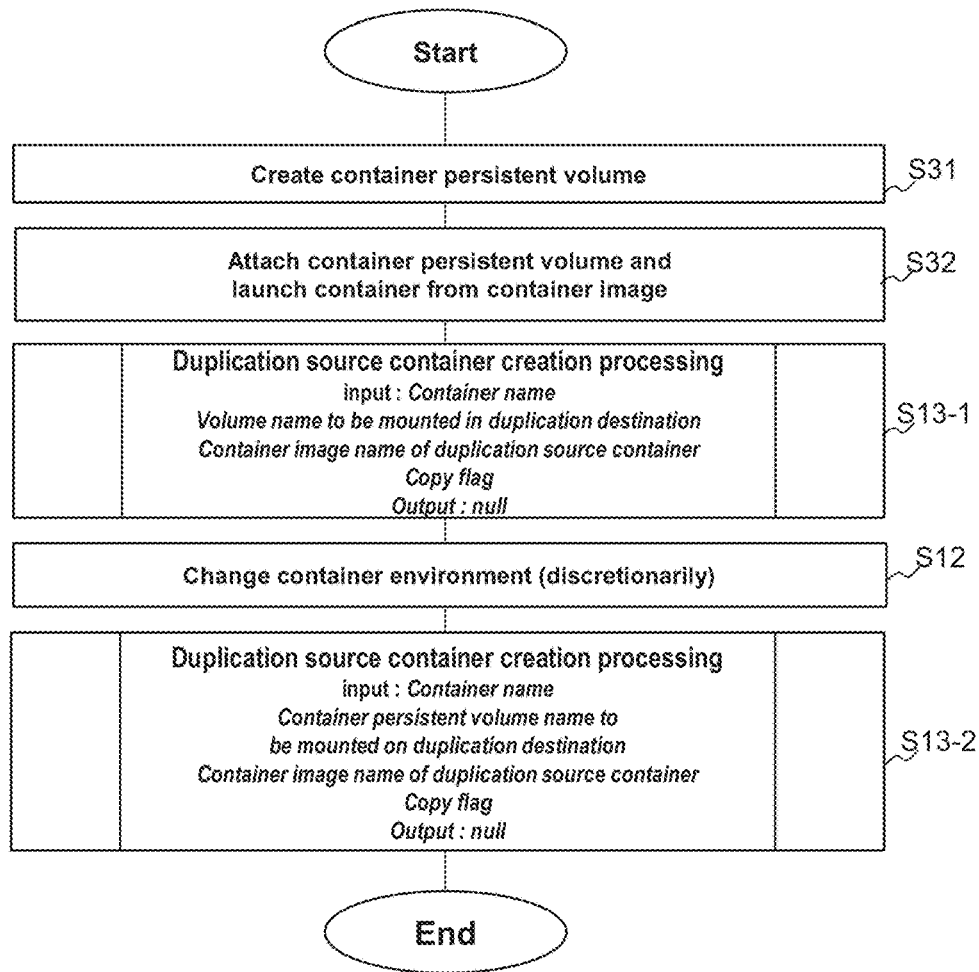 Start
Create container persistent volume
S31
Attach container persistent volume and
launch container from container image
S32
Duplication source container creation processing
input : Container name
Volume name to be mounted in duplication destination
Container image name of duplication source container
Copy flag
Output : null
S13-1
Change container environment (discretionarily)
S12
Duplication source container creation processing
input : Container name
Container persistent volume name to
be mounted on duplication destination
Container image name of duplication source container
Copy flag
Output : null
S13-2
End